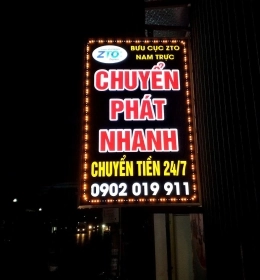 ZTO
BƯU CỤC ZTO
NAM TRỰC
CHUYỂN
PHÁT
NHANH
CHUYỂN TIỀN 24/7
0902 019 911